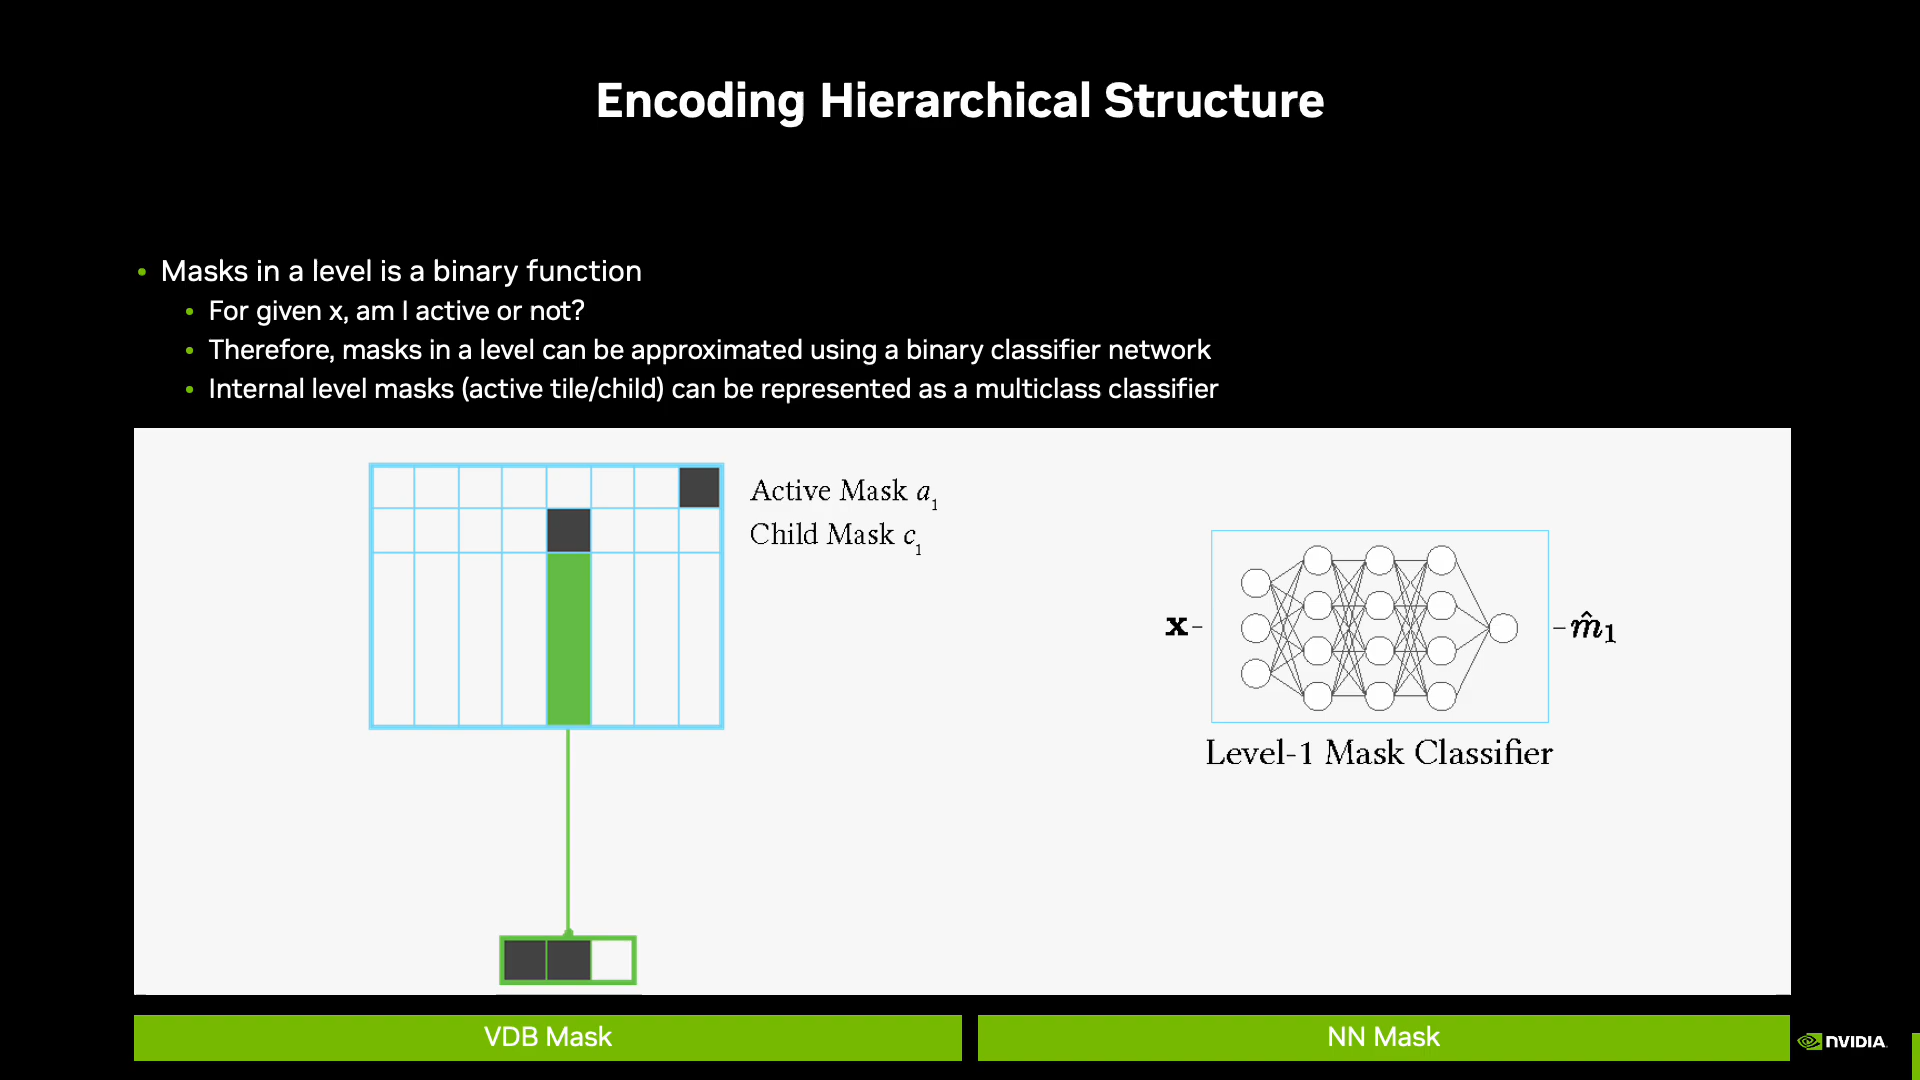 Encoding Hierarchical Structure
• Masks in a level is a binary function
• For given x, am I active or not?
• Therefore, masks in a level can be approximated using a binary classifier network
• Internal level masks (active tile/child) can be represented as a multiclass classifier
Active Mask a₁
Child Mask c₁
x
m̂₁
Level-1 Mask Classifier
VDB Mask
NN Mask
NVIDIA